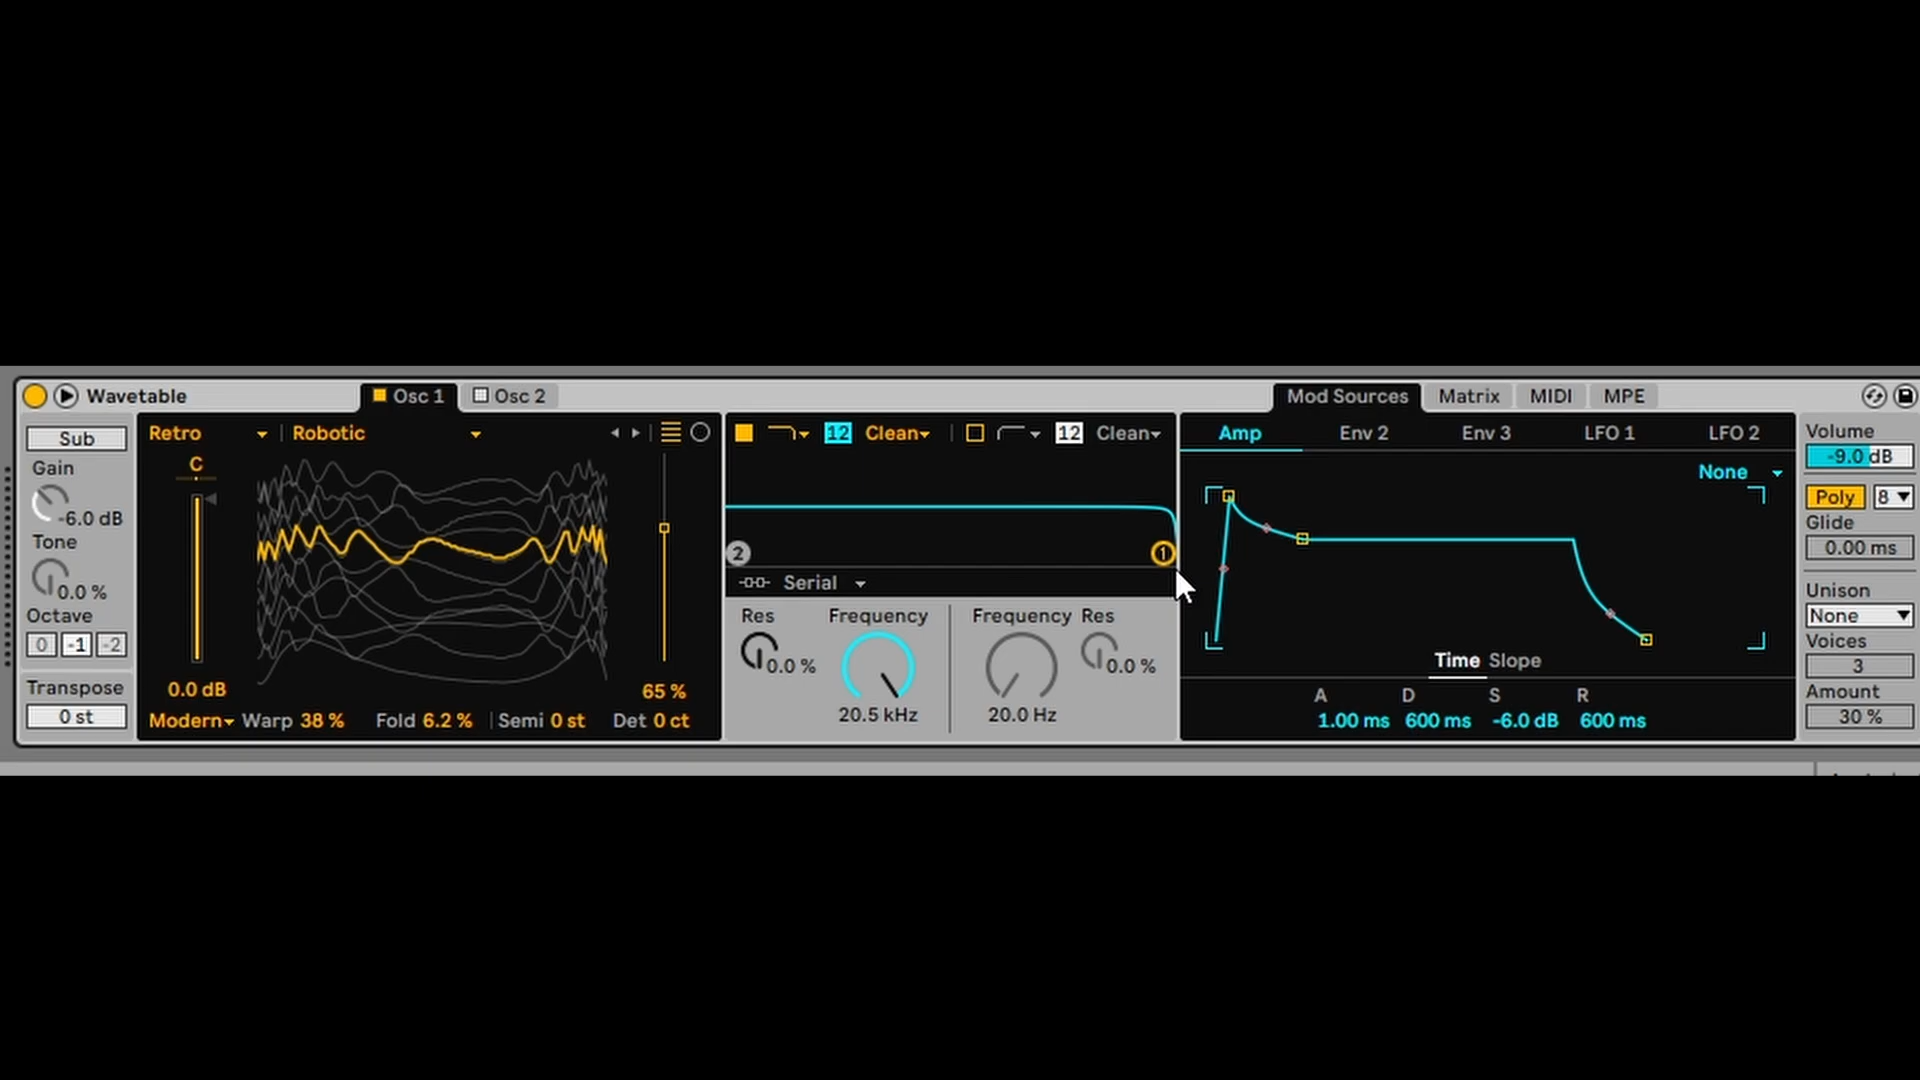 Wavetable
Osc 1
Osc 2
Mod Sources
Matrix
MIDI
MPE
Sub
Gain
-6.0 dB
Tone
0.0 %
Octave
0 -1 -2
Transpose
0 st
Retro
Robotic
C
0.0 dB
65 %
Modern Warp 38 % Fold 6.2 % Semi 0 st Det 0 ct
12 Clean
12 Clean
2
1
Serial
Res
0.0 %
Frequency
20.5 kHz
Frequency
20.0 Hz
Res
0.0 %
Amp
Env 2
Env 3
LFO 1
LFO 2
None
Time Slope
A D S R
1.00 ms 600 ms -6.0 dB 600 ms
Volume
-9.0 dB
Poly 8
Glide
0.00 ms
Unison
None
Voices
3
Amount
30 %